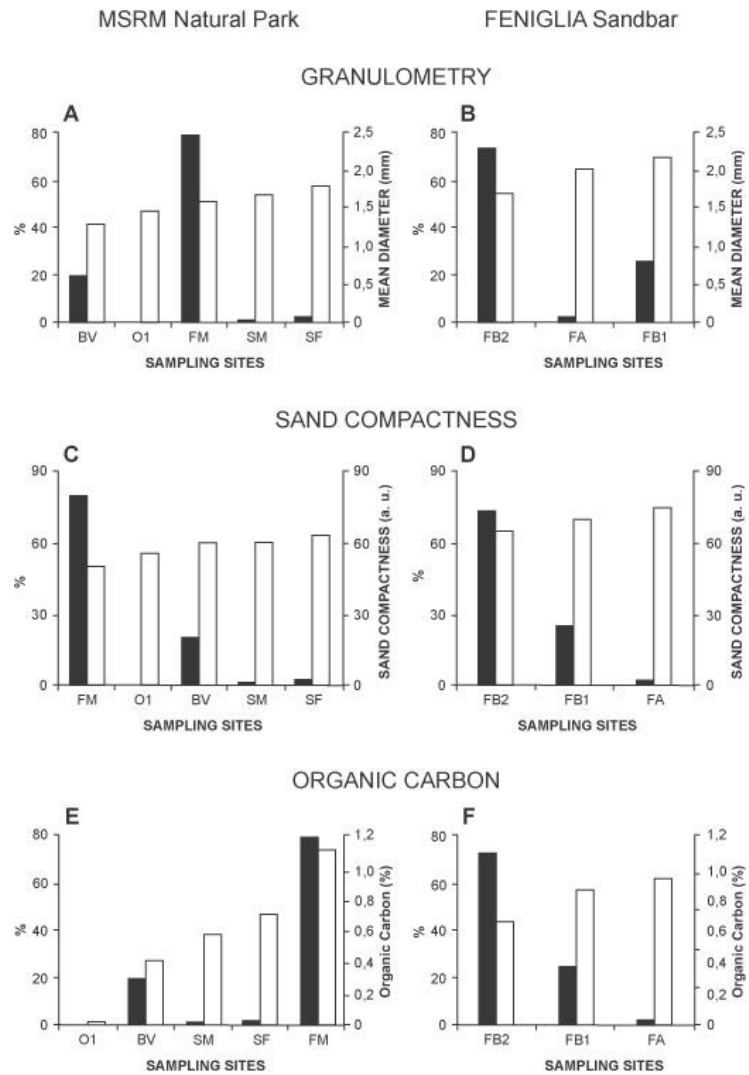 MSRM Natural Park FENIGLIA Sandbar
GRANULOMETRY
A
80
60
40
20
0
%
2,5
2,0
1,5
1,0
0,5
0
MEAN DIAMETER (mm)
BV O1 FM SM SF
SAMPLING SITES
B
80
60
40
20
0
%
2,5
2,0
1,5
1,0
0,5
0
MEAN DIAMETER (mm)
FB2 FA FB1
SAMPLING SITES
SAND COMPACTNESS
C
90
60
30
0
%
90
60
30
0
SAND COMPACTNESS (a. u.)
FM O1 BV SM SF
SAMPLING SITES
D
90
60
30
0
%
90
60
30
0
SAND COMPACTNESS (a. u.)
FB2 FB1 FA
SAMPLING SITES
ORGANIC CARBON
E
80
60
40
20
0
%
1,2
1,0
0,8
0,6
0,4
0,2
0
Organic Carbon (%)
O1 BV SM SF FM
SAMPLING SITES
F
80
60
40
20
0
%
1,2
1,0
0,8
0,6
0,4
0,2
0
Organic Carbon (%)
FB2 FB1 FA
SAMPLING SITES